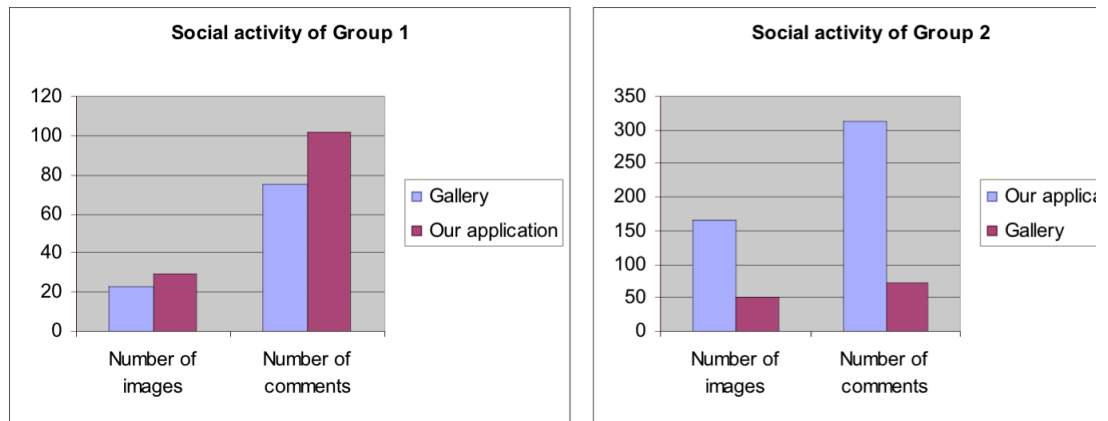 Social activity of Group 1
120
100
80
60
40
20
0
Number of
images
Number of
comments
Gallery
Our application
Social activity of Group 2
350
300
250
200
150
100
50
0
Number of
images
Number of
comments
Our applica
Gallery